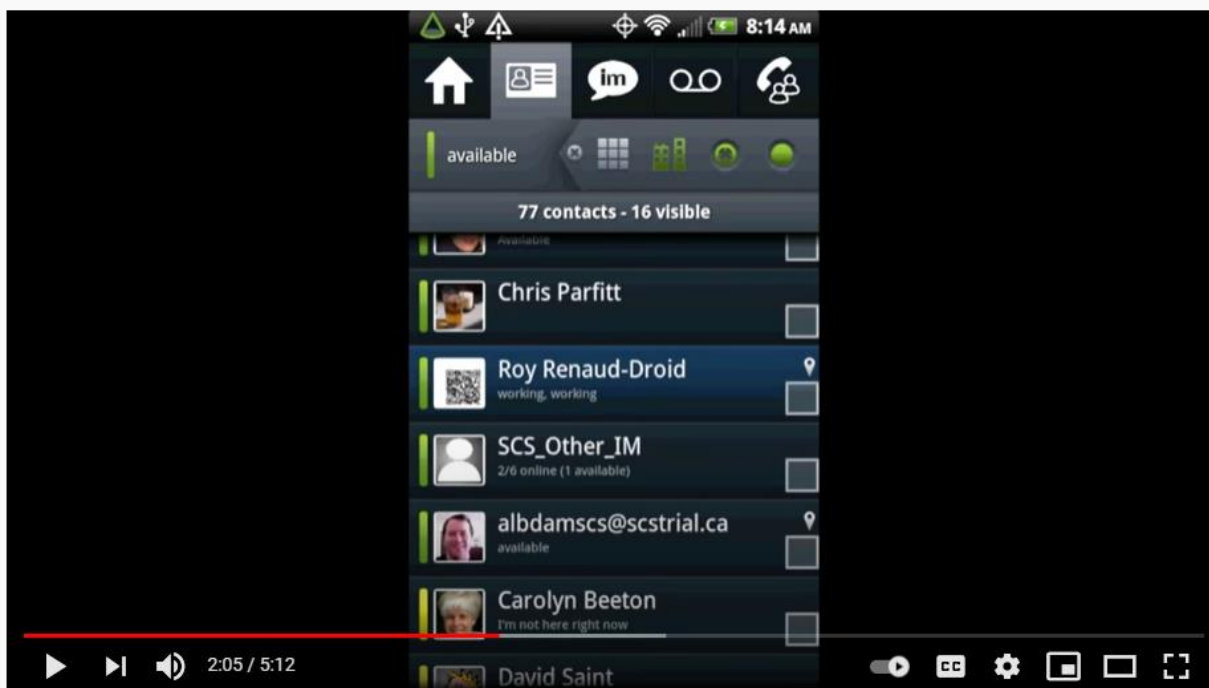 8:14 AM
im
available
77 contacts - 16 visible
Available
Chris Parfitt
Roy Renaud-Droid
working, working
SCS_Other_IM
2/6 online (1 available)
albdamscs@scstrial.ca
available
Carolyn Beeton
I'm not here right now
David Saint
2:05 / 5:12
CC